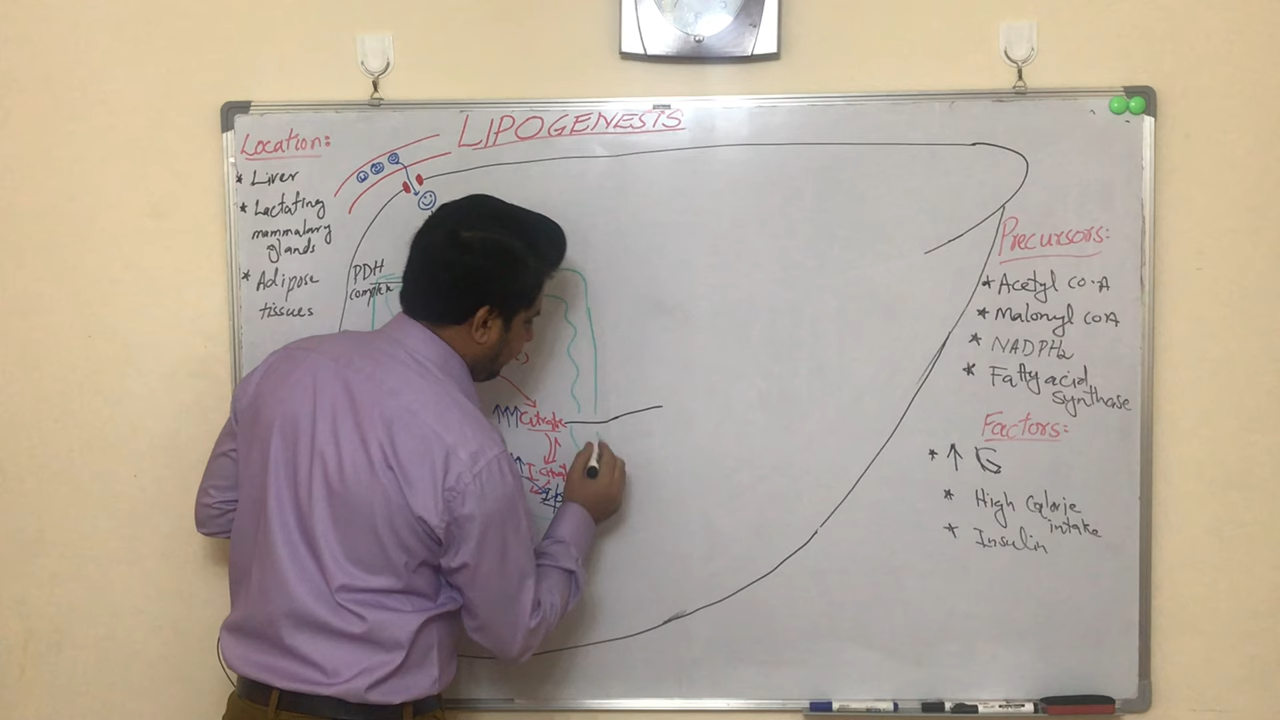 LIPOGENESIS
Location:
* Liver
* Lactating
mammalary
glands
* Adipose
tissues
PDH
complex
↑↑↑Citrate
Precursors:
* Acetyl co.A
* Malonyl coA
* NADPH2
* Fatty acid
synthase
Factors:
* ↑ G
* High Calorie
intake
* Insulin